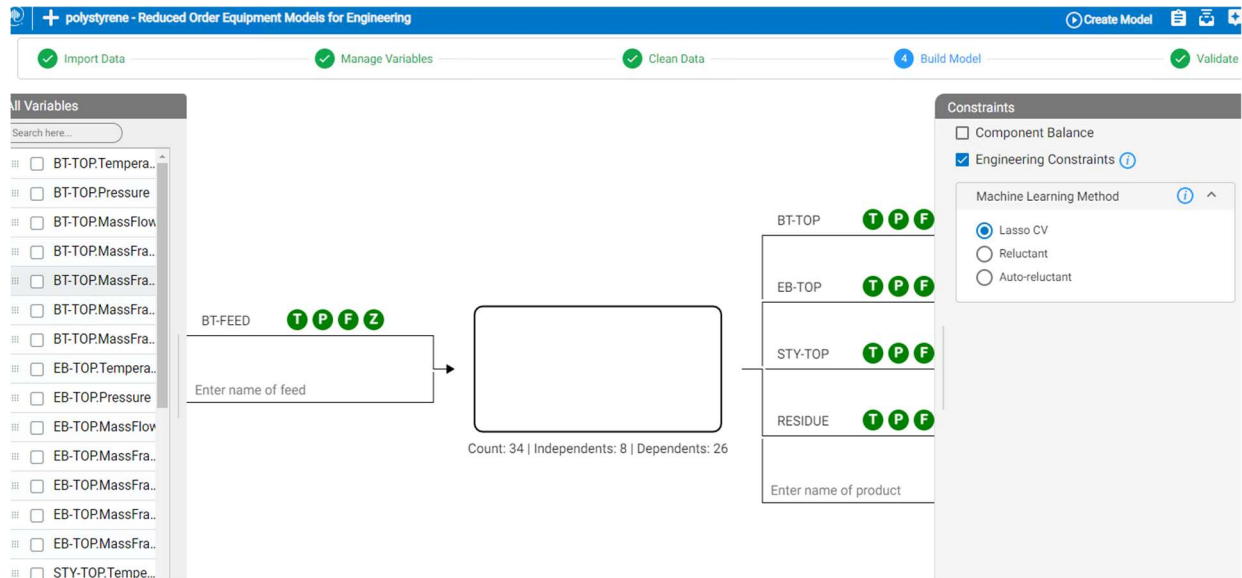 polystyrene - Reduced Order Equipment Models for Engineering
Create Model
Import Data
Manage Variables
Clean Data
4 Build Model
Validate
All Variables
Search here...
BT-TOP.Tempera..
BT-TOP.Pressure
BT-TOP.MassFlow
BT-TOP.MassFra..
BT-TOP.MassFra..
BT-TOP.MassFra..
BT-TOP.MassFra..
EB-TOP.Tempera..
EB-TOP.Pressure
EB-TOP.MassFlow
EB-TOP.MassFra..
EB-TOP.MassFra..
EB-TOP.MassFra..
EB-TOP.MassFra..
STY-TOP.Tempe...
BT-FEED T P F Z
Enter name of feed
Count: 34 | Independents: 8 | Dependents: 26
BT-TOP T P F
EB-TOP T P F
STY-TOP T P F
RESIDUE T P F
Enter name of product
Constraints
Component Balance
Engineering Constraints i
Machine Learning Method i
Lasso CV
Reluctant
Auto-reluctant